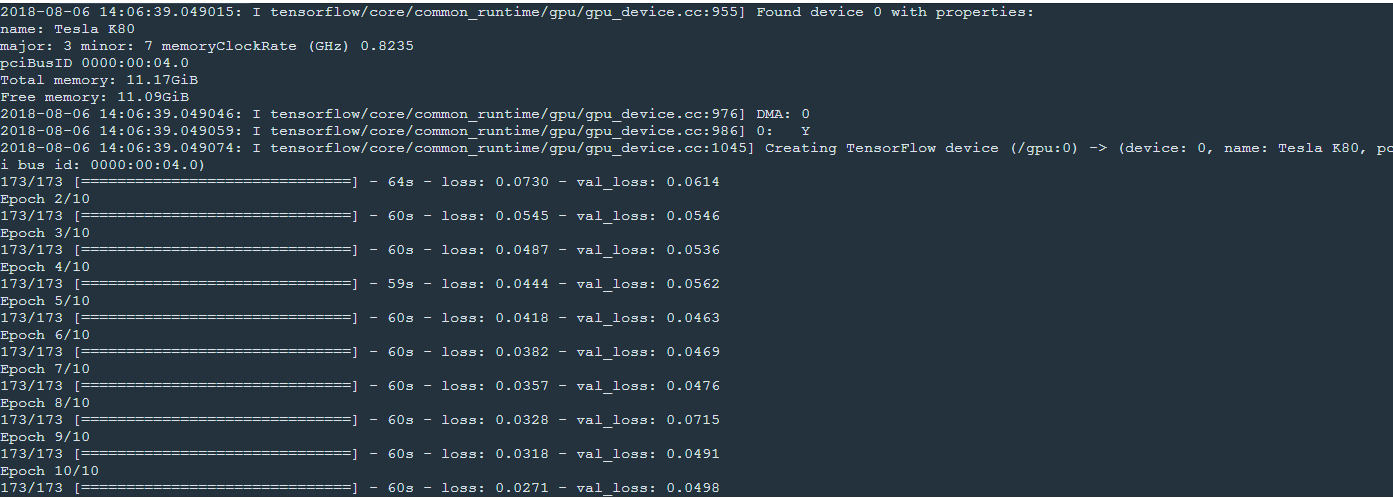 2018-08-06 14:06:39.049015: I tensorflow/core/common_runtime/gpu/gpu_device.cc:955] Found device 0 with properties:
name: Tesla K80
major: 3 minor: 7 memoryClockRate (GHz) 0.8235
pciBusID 0000:00:04.0
Total memory: 11.17GiB
Free memory: 11.09GiB
2018-08-06 14:06:39.049046: I tensorflow/core/common_runtime/gpu/gpu_device.cc:976] DMA: 0
2018-08-06 14:06:39.049059: I tensorflow/core/common_runtime/gpu/gpu_device.cc:986] 0:   Y
2018-08-06 14:06:39.049074: I tensorflow/core/common_runtime/gpu/gpu_device.cc:1045] Creating TensorFlow device (/gpu:0) -> (device: 0, name: Tesla K80, pc
i bus id: 0000:00:04.0)
173/173 [==============================] - 64s - loss: 0.0730 - val_loss: 0.0614
Epoch 2/10
173/173 [==============================] - 60s - loss: 0.0545 - val_loss: 0.0546
Epoch 3/10
173/173 [==============================] - 60s - loss: 0.0487 - val_loss: 0.0536
Epoch 4/10
173/173 [==============================] - 59s - loss: 0.0444 - val_loss: 0.0562
Epoch 5/10
173/173 [==============================] - 60s - loss: 0.0418 - val_loss: 0.0463
Epoch 6/10
173/173 [==============================] - 60s - loss: 0.0382 - val_loss: 0.0469
Epoch 7/10
173/173 [==============================] - 60s - loss: 0.0357 - val_loss: 0.0476
Epoch 8/10
173/173 [==============================] - 60s - loss: 0.0328 - val_loss: 0.0715
Epoch 9/10
173/173 [==============================] - 60s - loss: 0.0318 - val_loss: 0.0491
Epoch 10/10
173/173 [==============================] - 60s - loss: 0.0271 - val_loss: 0.0498